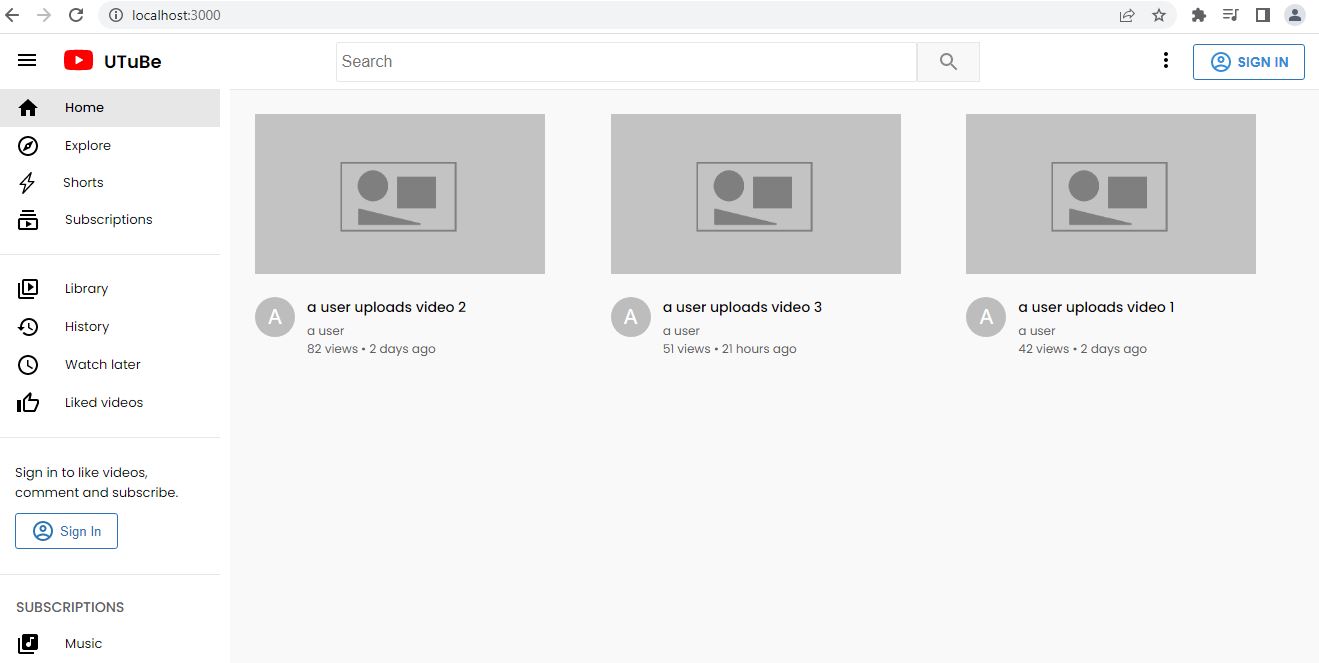 localhost:3000
UTuBe
Search
SIGN IN
Home
Explore
Shorts
Subscriptions
Library
History
Watch later
Liked videos
Sign in to like videos,
comment and subscribe.
Sign In
SUBSCRIPTIONS
Music
A
a user uploads video 2
a user
82 views • 2 days ago
A
a user uploads video 3
a user
51 views • 21 hours ago
A
a user uploads video 1
a user
42 views • 2 days ago